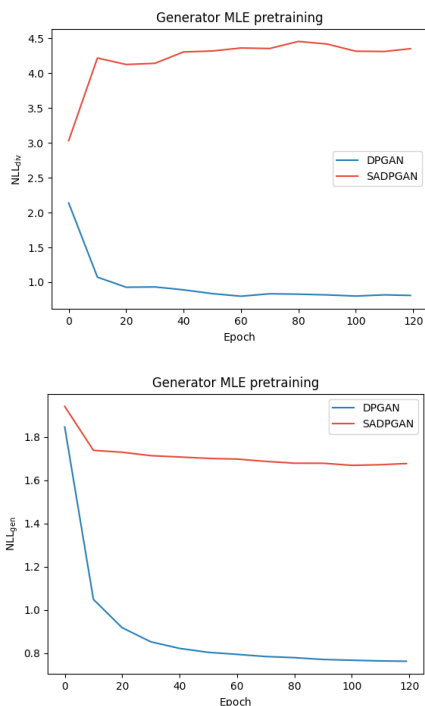 Generator MLE pretraining
4.5
4.0
3.5
3.0
2.5
2.0
1.5
1.0
NLL_div
DPGAN
SADPGAN
0 20 40 60 80 100 120
Epoch
Generator MLE pretraining
1.8
1.6
1.4
1.2
1.0
0.8
NLL_gen
DPGAN
SADPGAN
0 20 40 60 80 100 120
Epoch